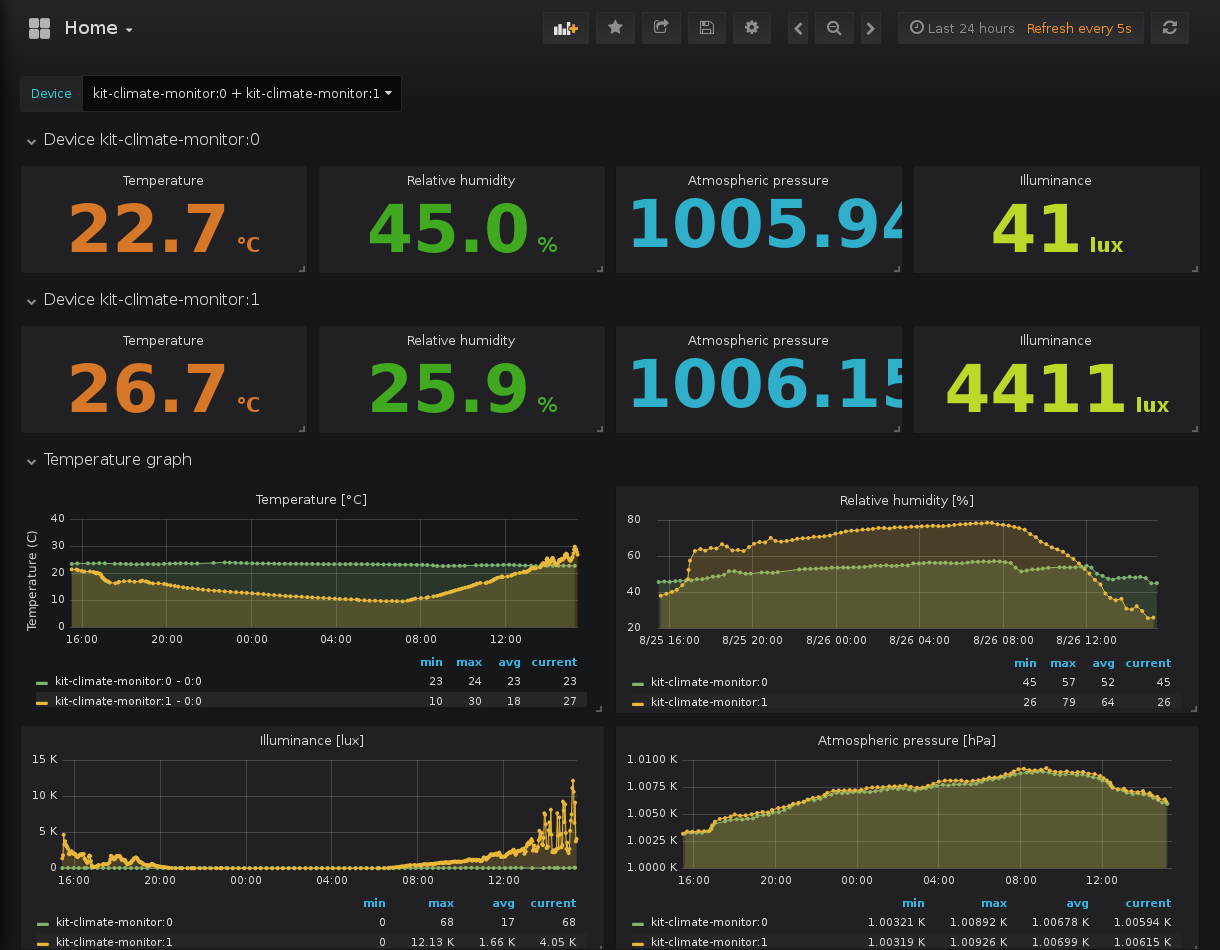 Home
Last 24 hours Refresh every 5s
Device kit-climate-monitor:0 + kit-climate-monitor:1
Device kit-climate-monitor:0
Temperature Relative humidity Atmospheric pressure Illuminance
22.7 °C 45.0 % 1005.94 41 lux
Device kit-climate-monitor:1
Temperature Relative humidity Atmospheric pressure Illuminance
26.7 °C 25.9 % 1006.15 4411 lux
Temperature graph
Temperature [°C]
Temperature (C)
40
30
20
10
0
16:00 20:00 00:00 04:00 08:00 12:00
min max avg current
kit-climate-monitor:0 - 0:0 23 24 23 23
kit-climate-monitor:1 - 0:0 10 30 18 27
Relative humidity [%]
80
60
40
20
8/25 16:00 8/25 20:00 8/26 00:00 8/26 04:00 8/26 08:00 8/26 12:00
min max avg current
kit-climate-monitor:0 45 57 52 45
kit-climate-monitor:1 26 79 64 26
Illuminance [lux]
15 K
10 K
5 K
0
16:00 20:00 00:00 04:00 08:00 12:00
min max avg current
kit-climate-monitor:0 0 68 17 68
kit-climate-monitor:1 0 12.13 K 1.66 K 4.05 K
Atmospheric pressure [hPa]
1.0100 K
1.0075 K
1.0050 K
1.0025 K
1.0000 K
16:00 20:00 00:00 04:00 08:00 12:00
min max avg current
kit-climate-monitor:0 1.00321 K 1.00892 K 1.00678 K 1.00594 K
kit-climate-monitor:1 1.00319 K 1.00926 K 1.00699 K 1.00615 K